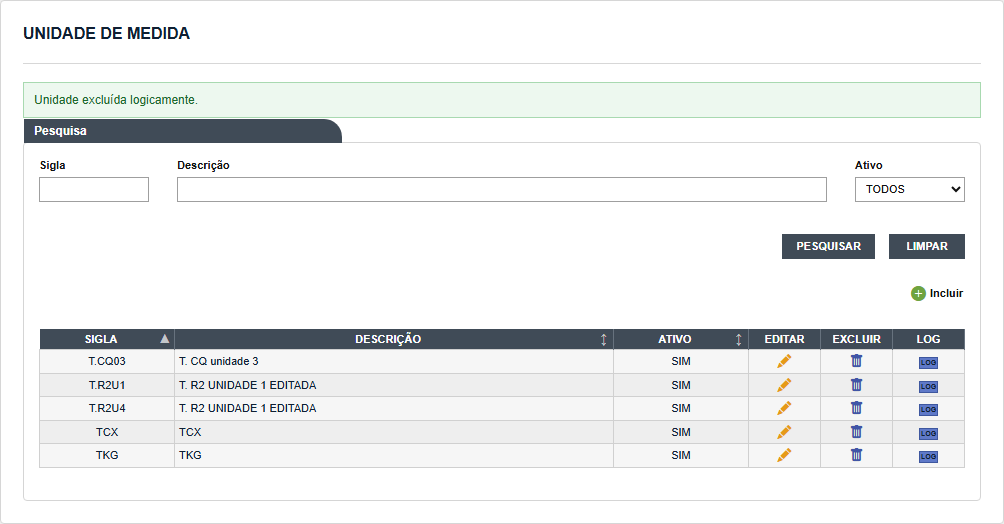 UNIDADE DE MEDIDA
Unidade excluída logicamente.
Pesquisa
Sigla Descrição Ativo
TODOS
PESQUISAR LIMPAR
Incluir
SIGLA DESCRIÇÃO ATIVO EDITAR EXCLUIR LOG
T.CQ03 T. CQ unidade 3 SIM LOG
T.R2U1 T. R2 UNIDADE 1 EDITADA SIM LOG
T.R2U4 T. R2 UNIDADE 1 EDITADA SIM LOG
TCX TCX SIM LOG
TKG TKG SIM LOG